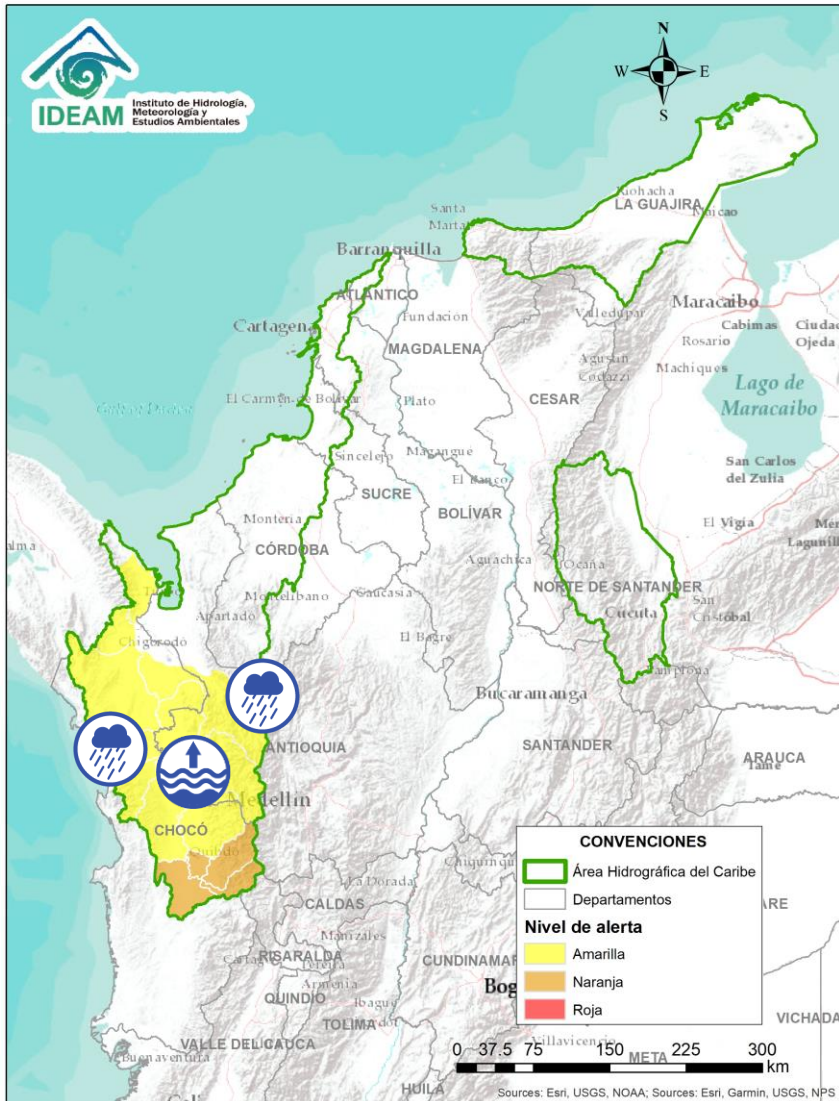 IDEAM
Instituto de Hidrología,
Meteorología y
Estudios Ambientales
N
W
E
S
Riohacha
LA GUAJIRA
Maicao
Santa
Marta
Barranquilla
ATLÁNTICO
Maracaibo
Cartagena
Fundación
Valledupar
Cabimas
Ciudad
Ojeda
Rosario
MAGDALENA
Agustín
Codazzi
Machiques
CESAR
Lago de
Maracaibo
El Carmen de Bolívar
Plato
Sincelejo
Magangué
San Carlos
del Zulia
El Banco
SUCRE
BOLÍVAR
Montería
El Vigía
CÓRDOBA
Aguachica
Ocaña
NORTE DE SANTANDER
Montelíbano
Caucasia
Apartadó
San
Cristóbal
Cúcuta
El Bagre
Chigorodó
Pamplona
Bucaramanga
ANTIOQUIA
SANTANDER
ARAUCA
Tame
Medellín
CHOCÓ
Quibdó
La Dorada
CALDAS
Manizales
RISARALDA
Pereira
Armenia
QUINDÍO
Ibagué
TOLIMA
VALLE DEL CAUCA
Buenaventura
HUILA
Villavicencio
META
VICHADA
CONVENCIONES
Área Hidrográfica del Caribe
Departamentos
Nivel de alerta
Amarilla
Naranja
Roja
0 37.5 75 150 225 300
km
Sources: Esri, USGS, NOAA; Sources: Esri, Garmin, USGS, NPS